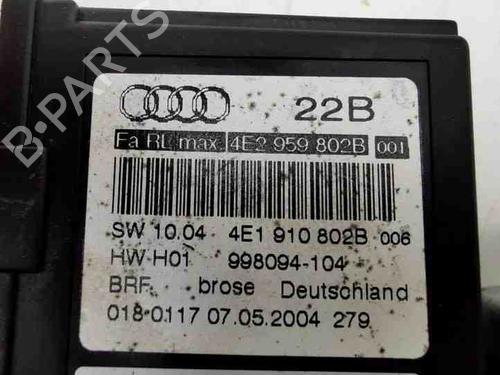 22B
Fa RL max 4E2 959 802B 001
SW 10.04 4E1 910 802B 006
HW H01 998094-104
BRF. brose Deutschland
018 0117 07.05.2004 279
B-PARTS